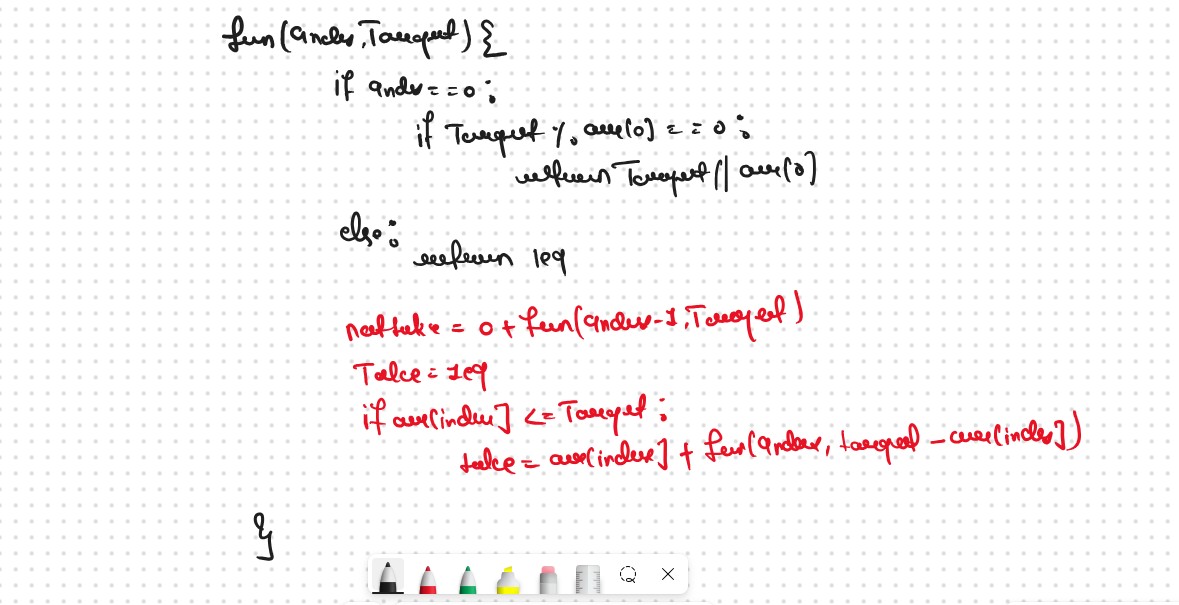 fun(index, Target) {
if index == 0:
if Target % arr[0] == 0:
return Target // arr[0]
else:
return 1e9
nottake = 0 + fun(index-1, Target)
Take = 1e9
if arr[index] <= Target:
take = arr[index] + fun(index, target - arr[index])
}